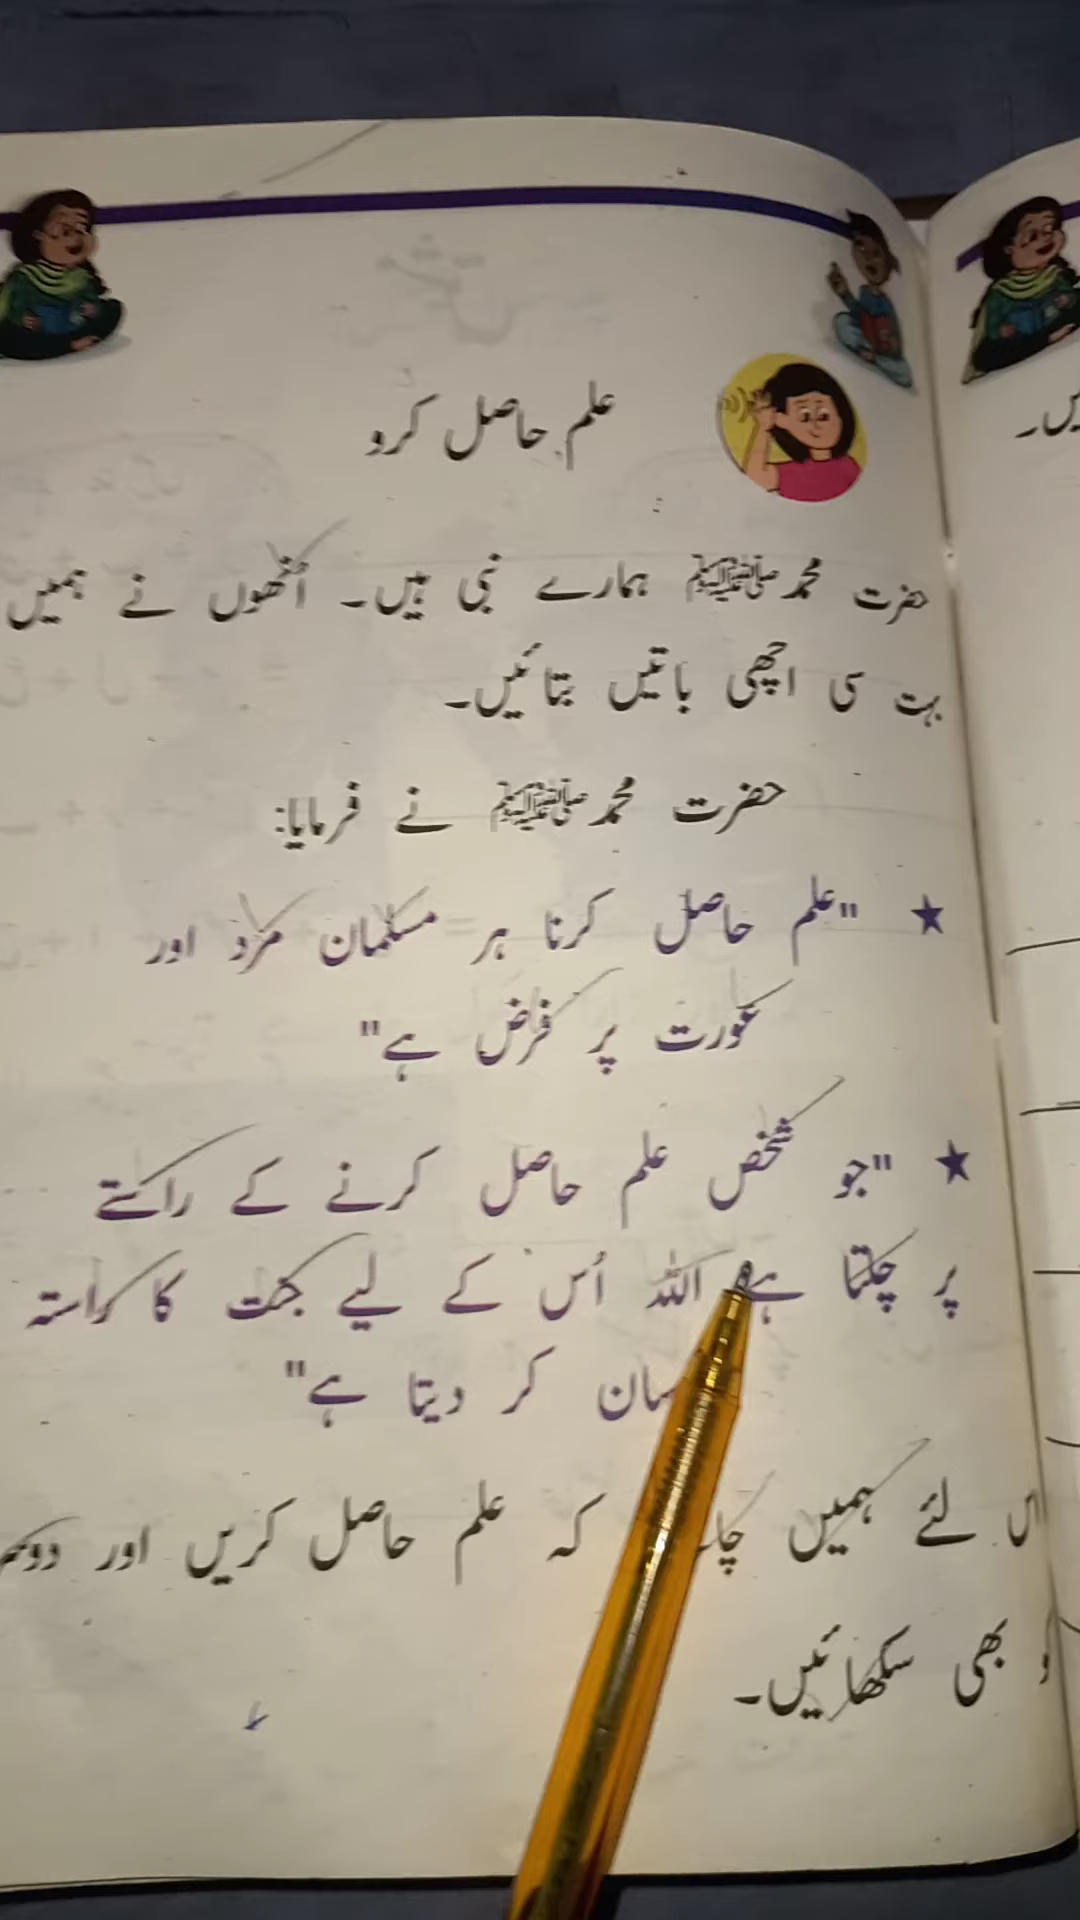 علم حاصل کرو
حضرت محمد ﷺ ہمارے نبی ہیں۔ اُنھوں نے ہمیں
بہت سی اچھی باتیں بتائیں۔
حضرت محمد ﷺ نے فرمایا:
★ "علم حاصل کرنا ہر مسلمان مرد اور
عورت پر فرض ہے"
★ "جو شخص علم حاصل کرنے کے راستے
پر چلتا ہے اللہ اُس کے لیے جنت کا راستہ
کر دیتا ہے"
اس لئے ہمیں کہ علم حاصل کریں اور
و بھی سکھائیں۔
یں۔